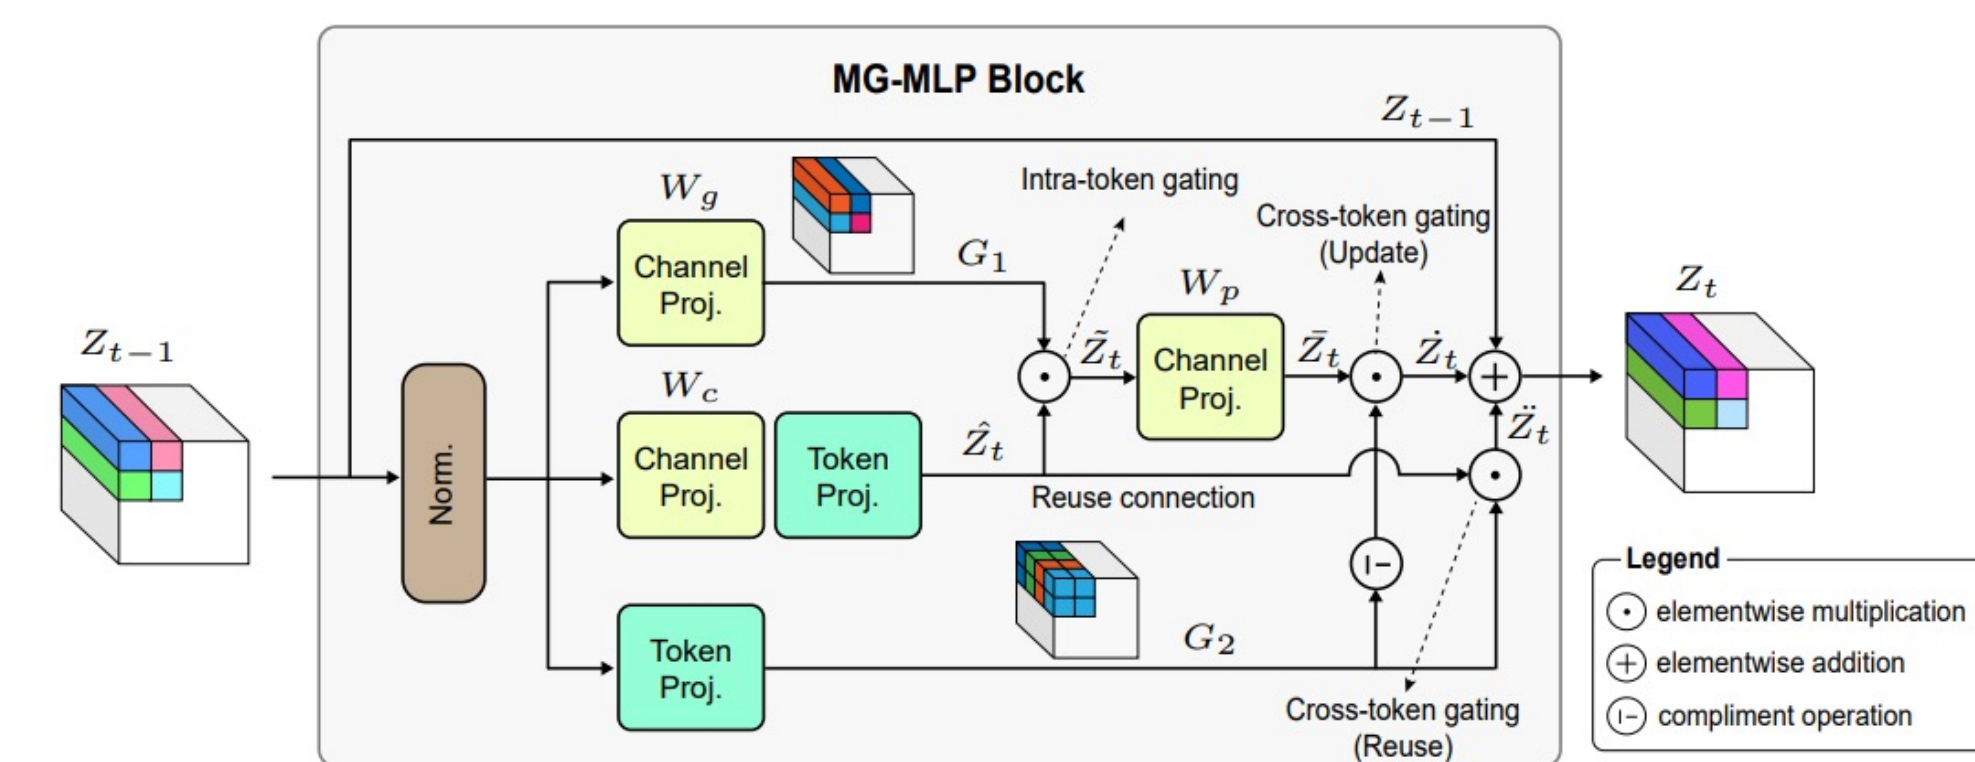 MG-MLP Block
Z_{t-1}
Intra-token gating
W_g
Cross-token gating
(Update)
Channel
Proj.
G_1
W_p
Z_t
Z_{t-1}
Z̃_t
Channel
Proj.
Z̄_t
Ż_t
W_c
Norm.
Channel
Proj.
Token
Proj.
Ẑ_t
Z̈_t
Reuse connection
Token
Proj.
G_2
1-
Cross-token gating
(Reuse)
Legend
elementwise multiplication
elementwise addition
1- compliment operation